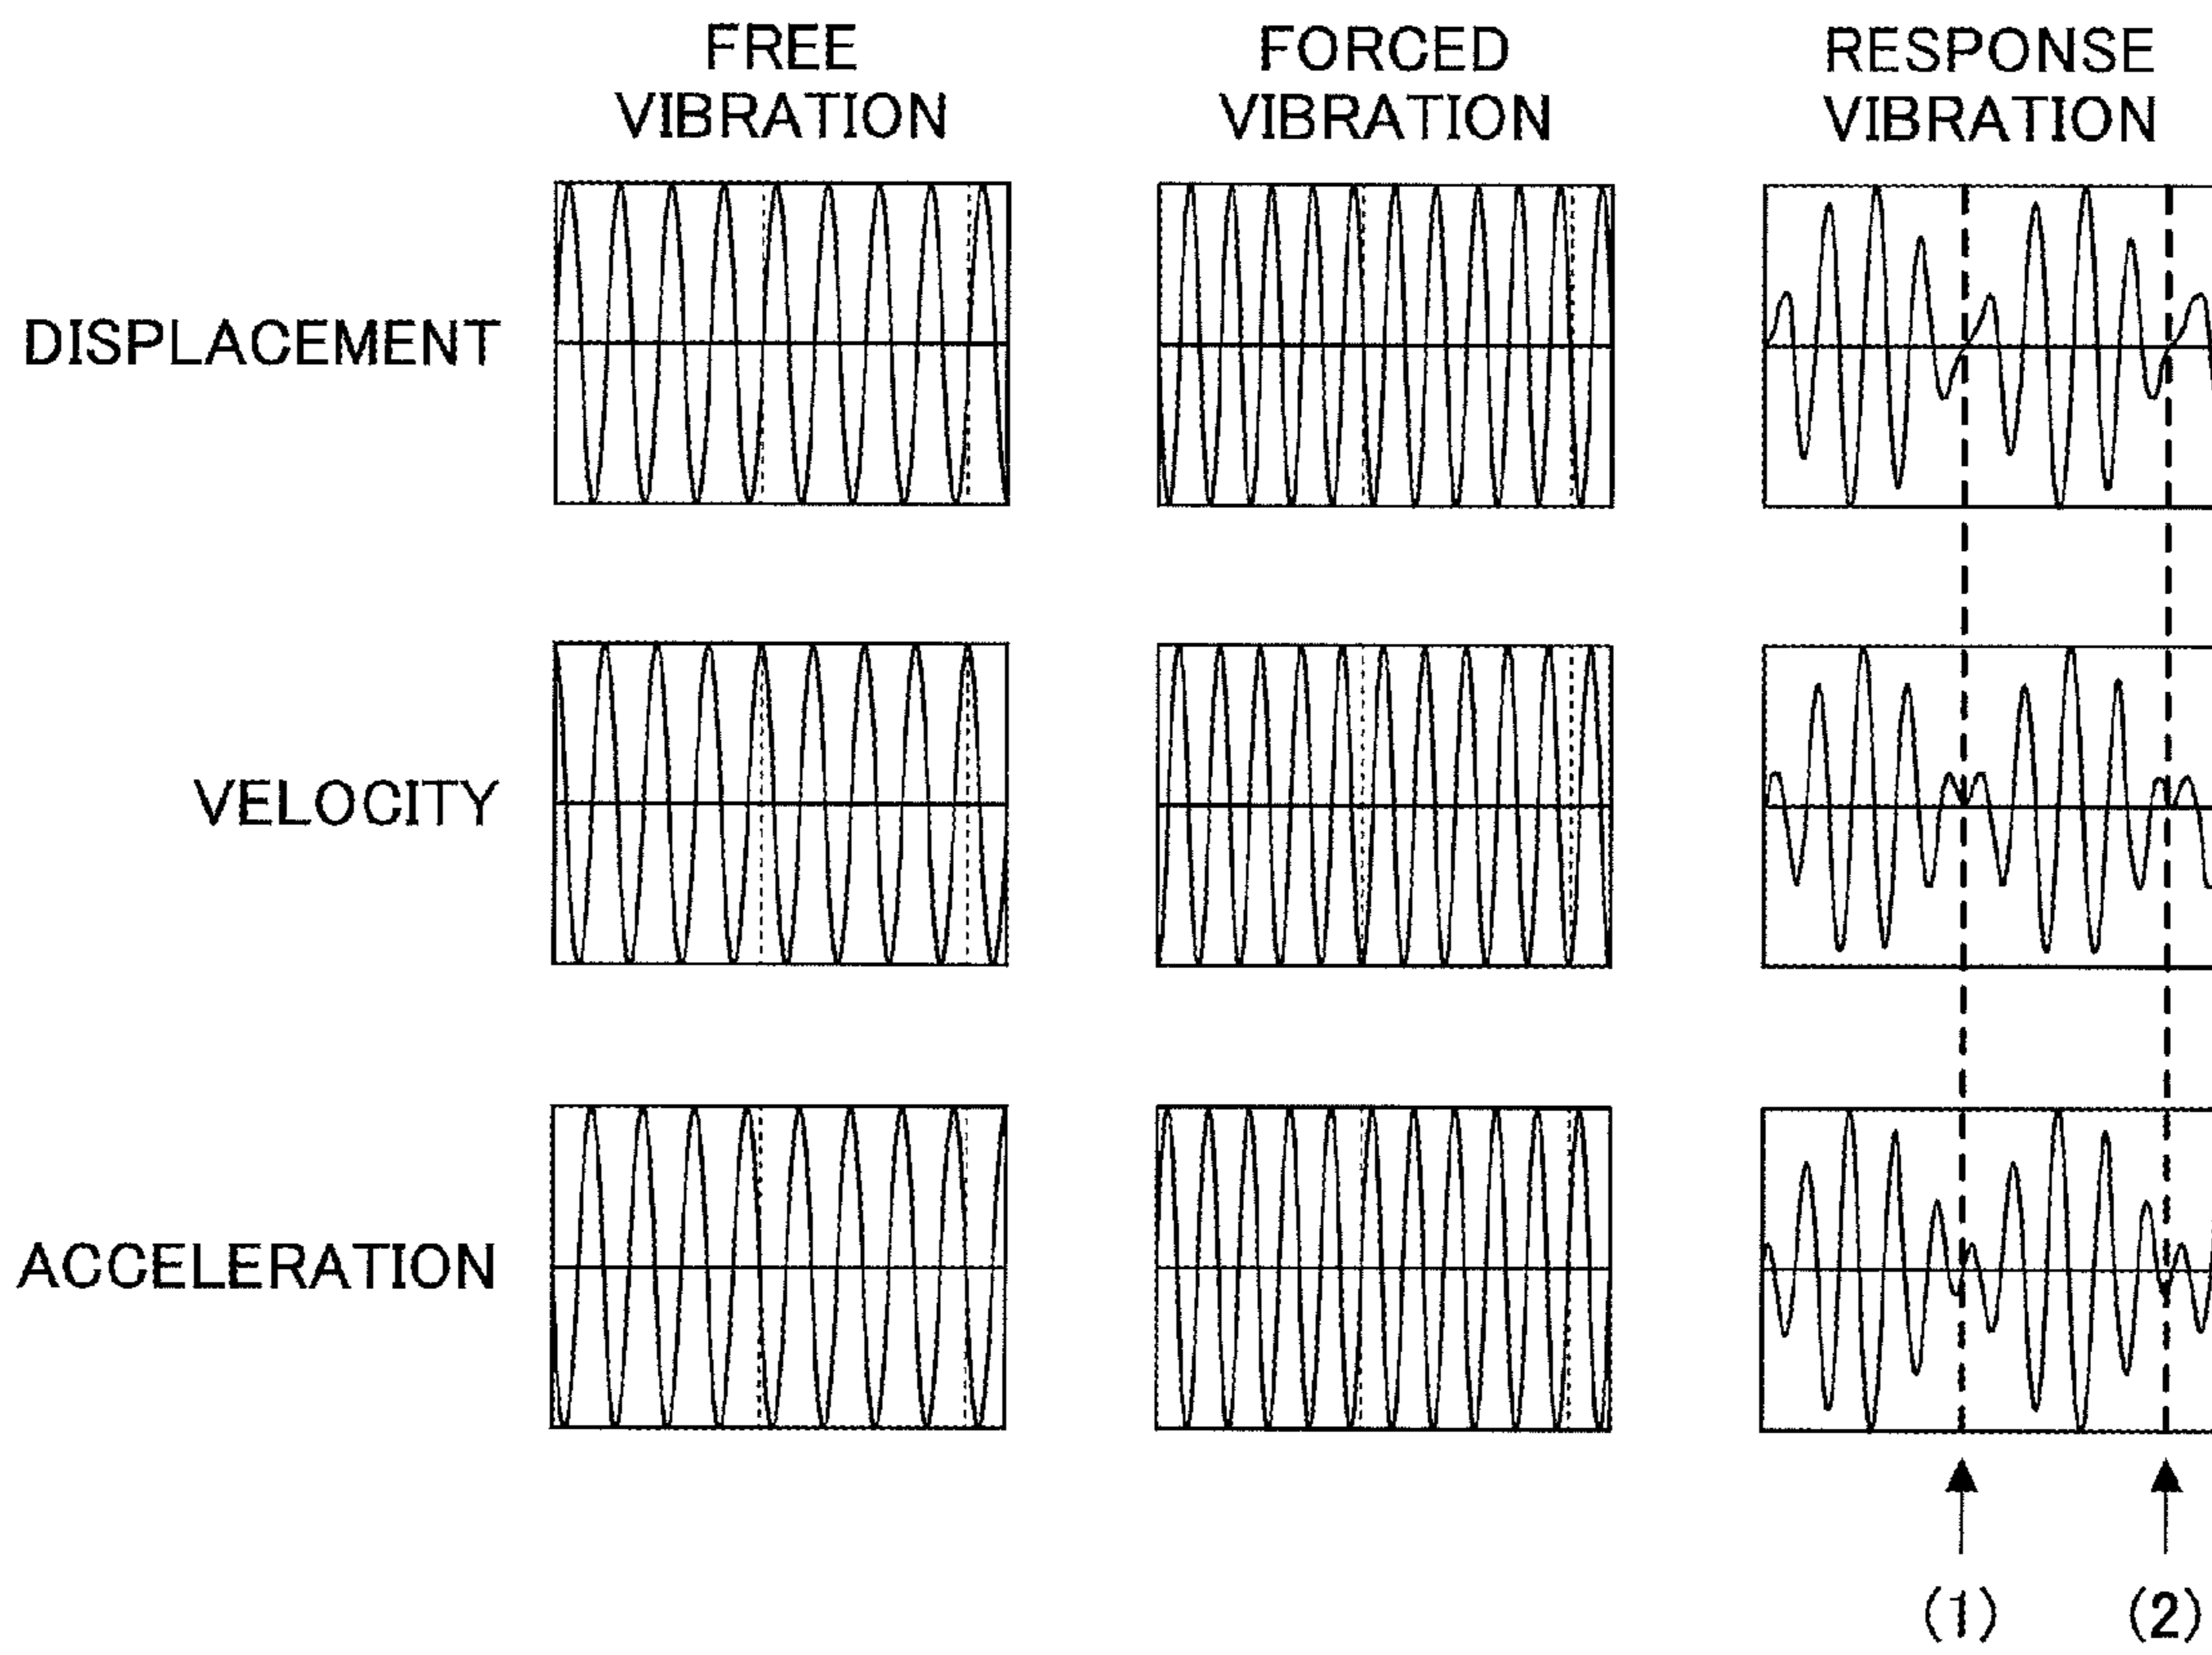 FREE
VIBRATION
FORCED
VIBRATION
RESPONSE
VIBRATION
DISPLACEMENT
VELOCITY
ACCELERATION
(1)
(2)